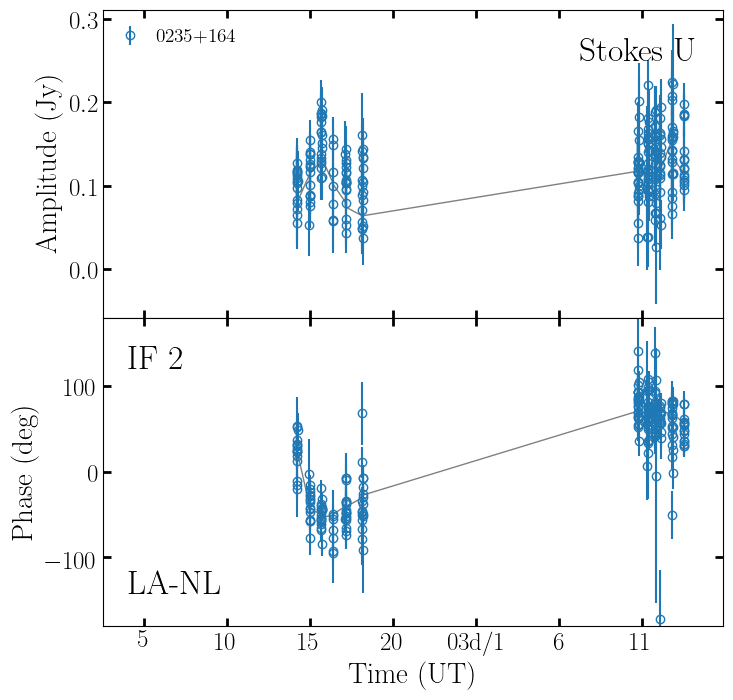 0.3
0235+164
Stokes U
0.2
Amplitude (Jy)
0.1
0.0
IF 2
100
Phase (deg)
0
−100
LA-NL
5 10 15 20 03d/1 6 11
Time (UT)